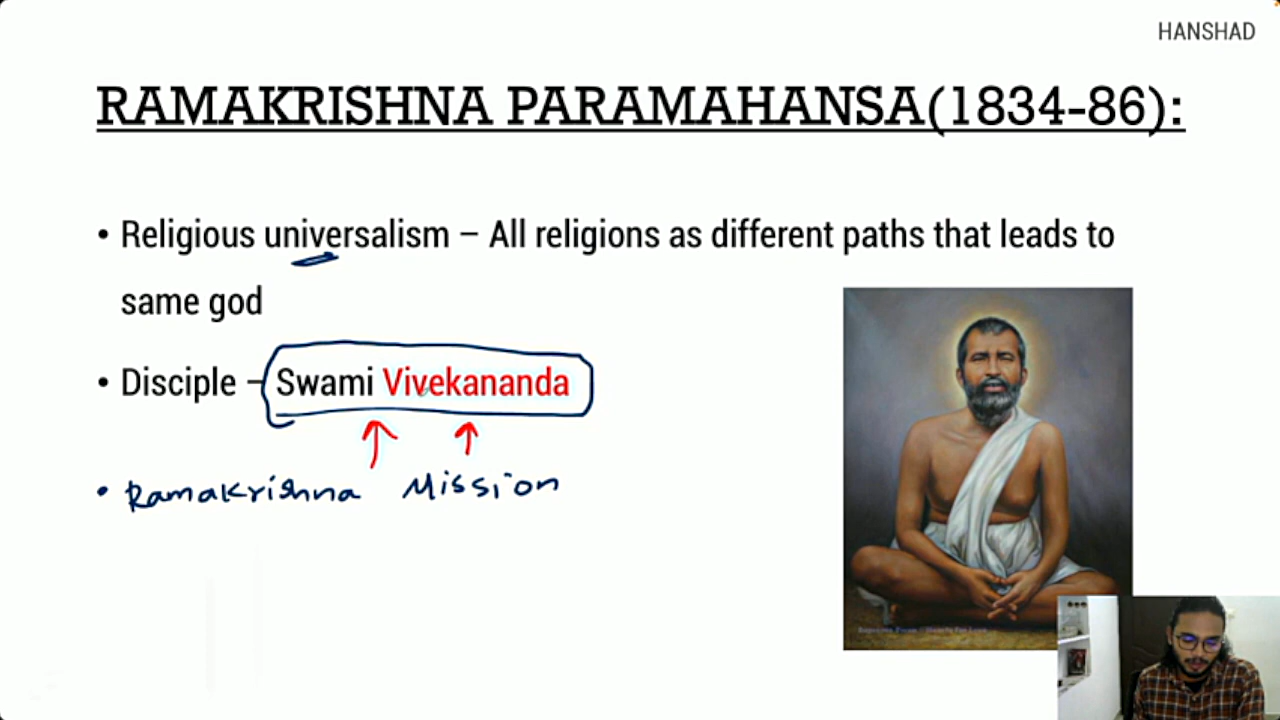 HANSHAD
RAMAKRISHNA PARAMAHANSA(1834-86):
• Religious universalism – All religions as different paths that leads to
same god
• Disciple – Swami Vivekananda
• Ramakrishna Mission